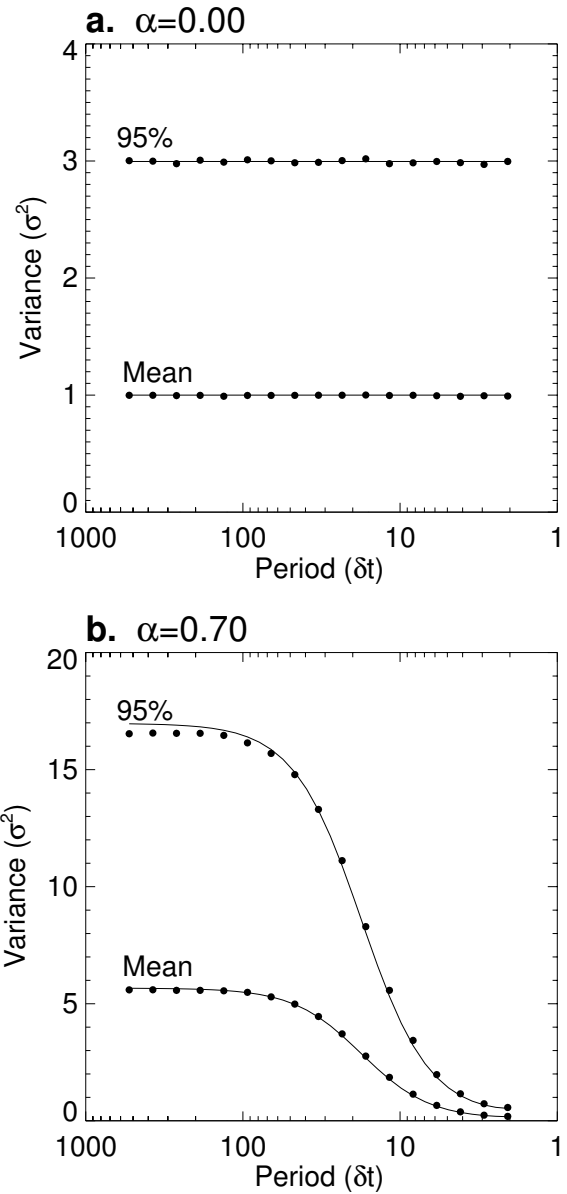 a. α=0.00
4
3
2
1
0
Variance (σ²)
95%
Mean
1000 100 10 1
Period (δt)
b. α=0.70
20
15
10
5
0
Variance (σ²)
95%
Mean
1000 100 10 1
Period (δt)